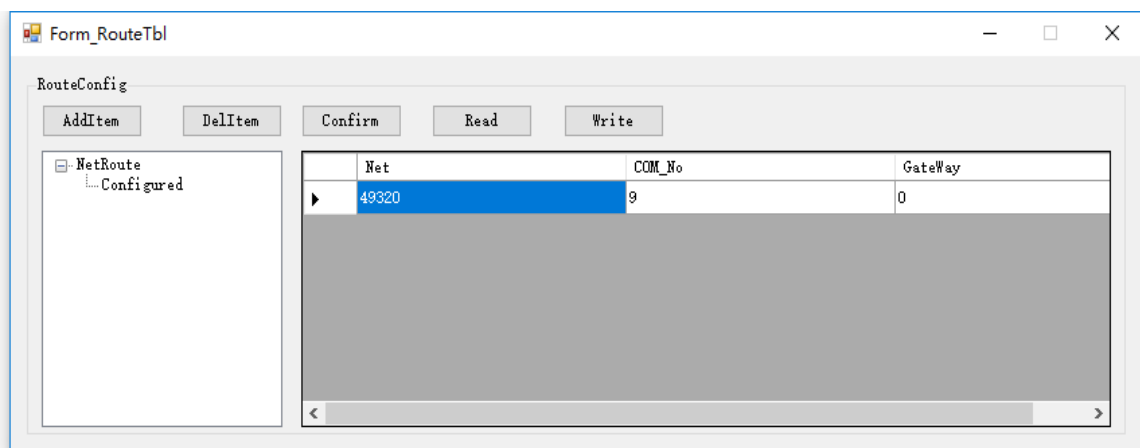 Form_RouteTbl
RouteConfig
AddItem DelItem Confirm Read Write
NetRoute
Configured
Net COM_No GateWay
49320 9 0